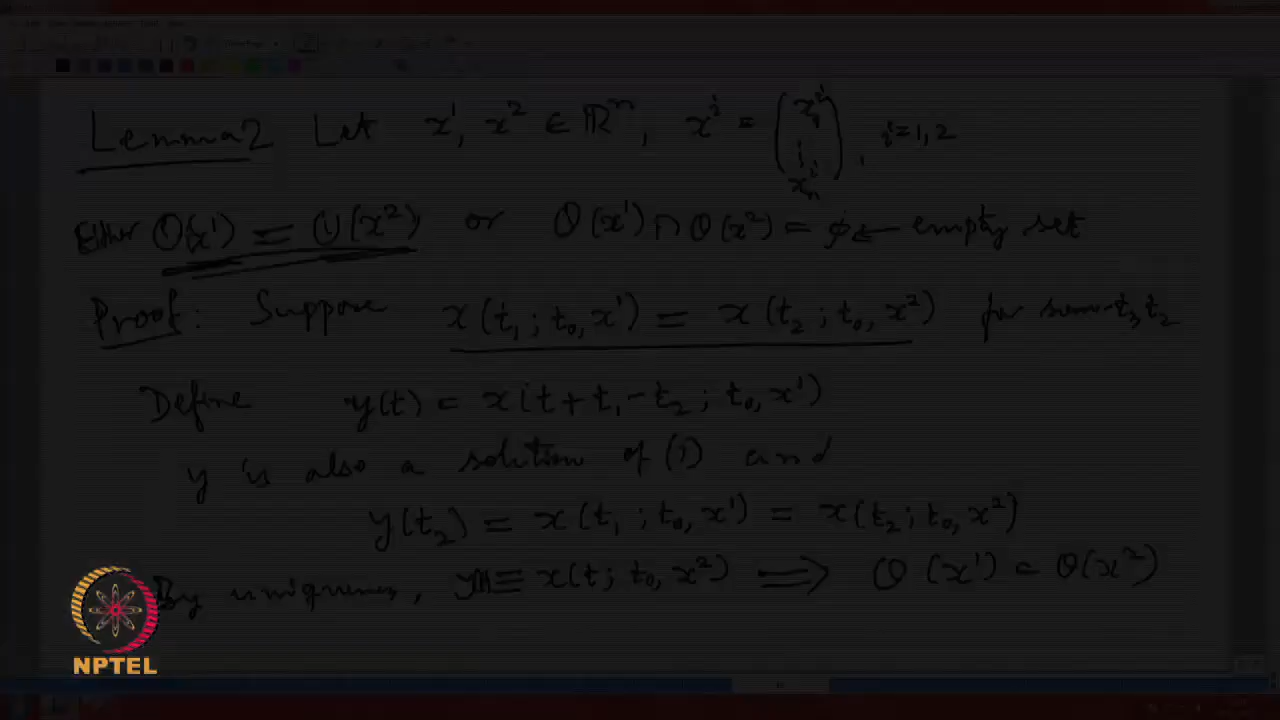 Lemma 2 Let x¹, x² ∈ ℝⁿ, xⁱ = (x₁ⁱ ⋮ xₙⁱ), i=1,2
Either O(x¹) = O(x²) or O(x¹) ∩ O(x²) = ϕ ← empty set
Proof: Suppose x(t₁; t₀, x¹) = x(t₂; t₀, x²) for some t₁, t₂
Define y(t) = x(t + t₁ - t₂; t₀, x¹)
y is also a solution of (1) and
y(t₂) = x(t₁; t₀, x¹) = x(t₂; t₀, x²)
By uniqueness, y(t) ≡ x(t; t₀, x²) ⟹ O(x¹) = O(x²)
NPTEL